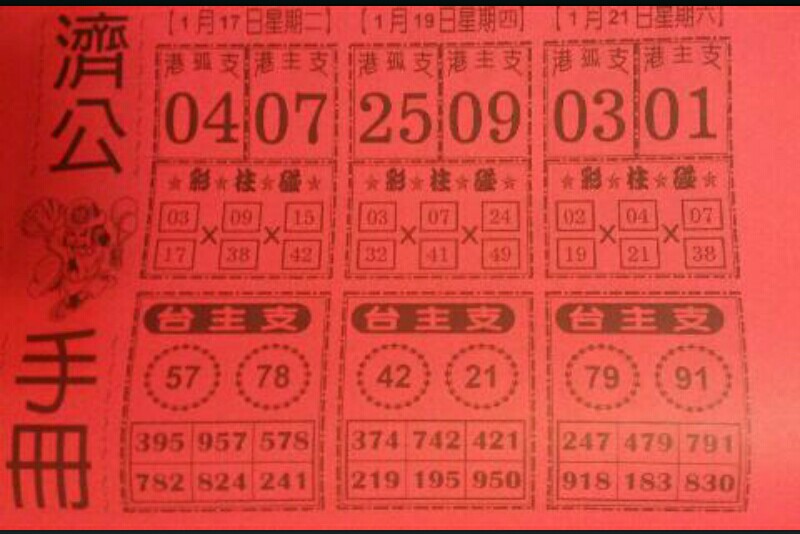 濟公手冊
【1月17日星期二】
港孤支 港主支
04 07
☆彩☆柱☆碰☆
03 09 15
× ×
17 38 42
台主支
57 78
395 957 578
782 824 241
【1月19日星期四】
港孤支 港主支
25 09
☆彩☆柱☆碰☆
03 07 24
× ×
32 41 49
台主支
42 21
374 742 421
219 195 950
【1月21日星期六】
港孤支 港主支
03 01
☆彩☆柱☆碰☆
02 04 07
× ×
19 21 38
台主支
79 91
247 479 791
918 183 830